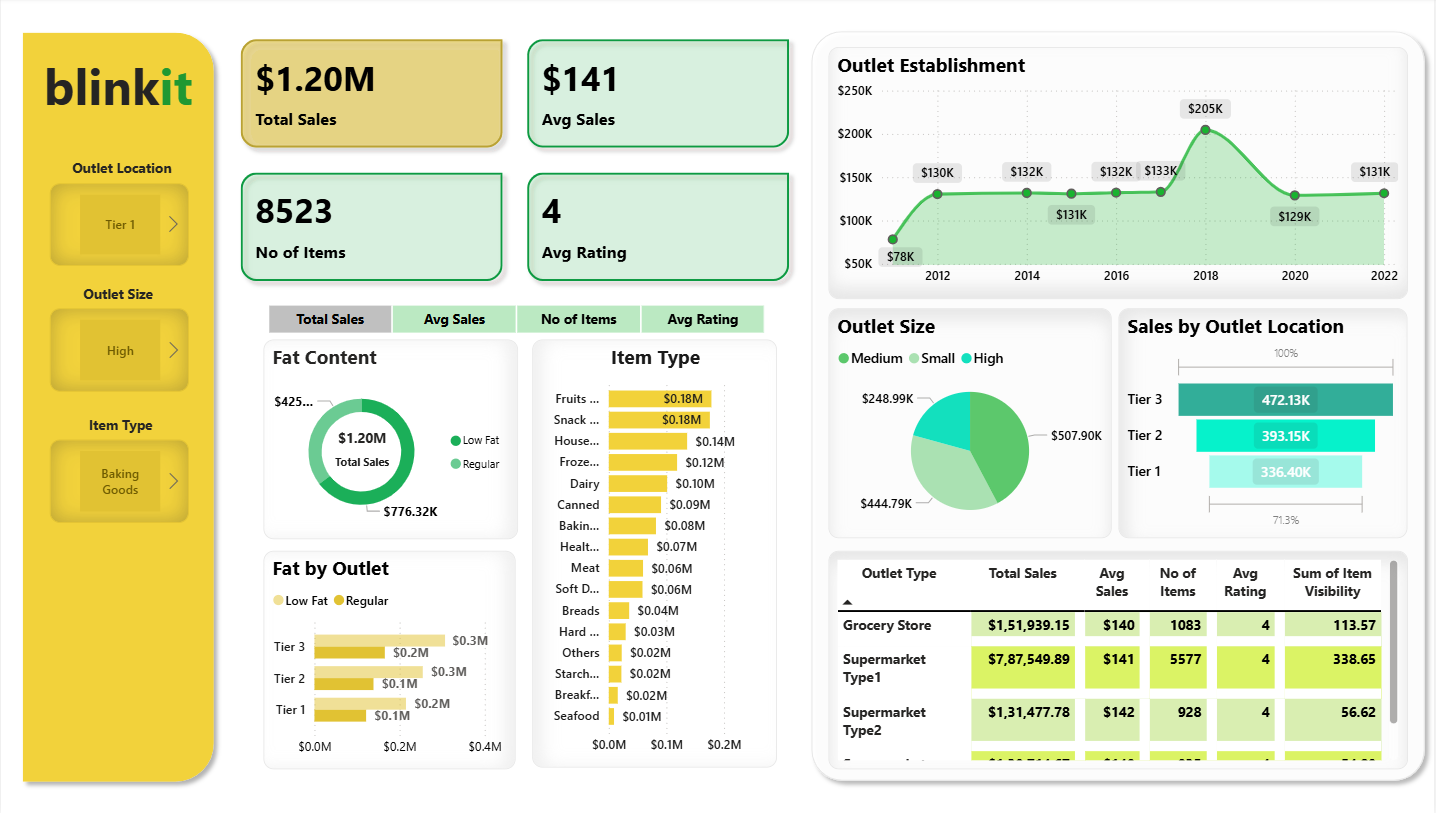 blinkit
Outlet Location
Tier 1
Outlet Size
High
Item Type
Baking
Goods
$1.20M
Total Sales
$141
Avg Sales
8523
No of Items
4
Avg Rating
Total Sales Avg Sales No of Items Avg Rating
Fat Content
$425...
$1.20M
Total Sales
Low Fat
Regular
$776.32K
Fat by Outlet
Low Fat Regular
Tier 3 $0.3M
$0.2M
Tier 2 $0.3M
$0.1M
Tier 1 $0.2M
$0.1M
$0.0M $0.2M $0.4M
Item Type
Fruits ... $0.18M
Snack ... $0.18M
House... $0.14M
Froze... $0.12M
Dairy $0.10M
Canned $0.09M
Bakin... $0.08M
Healt... $0.07M
Meat $0.06M
Soft D... $0.06M
Breads $0.04M
Hard ... $0.03M
Others $0.02M
Starch... $0.02M
Breakf... $0.02M
Seafood $0.01M
$0.0M $0.1M $0.2M
Outlet Establishment
$250K
$200K
$150K
$100K
$50K
$78K
$130K
$132K
$131K
$132K
$133K
$205K
$129K
$131K
2012 2014 2016 2018 2020 2022
Outlet Size
Medium Small High
$248.99K
$507.90K
$444.79K
Sales by Outlet Location
100%
Tier 3 472.13K
Tier 2 393.15K
Tier 1 336.40K
71.3%
Outlet Type Total Sales Avg Sales No of Items Avg Rating Sum of Item Visibility
Grocery Store $1,51,939.15 $140 1083 4 113.57
Supermarket Type1 $7,87,549.89 $141 5577 4 338.65
Supermarket Type2 $1,31,477.78 $142 928 4 56.62